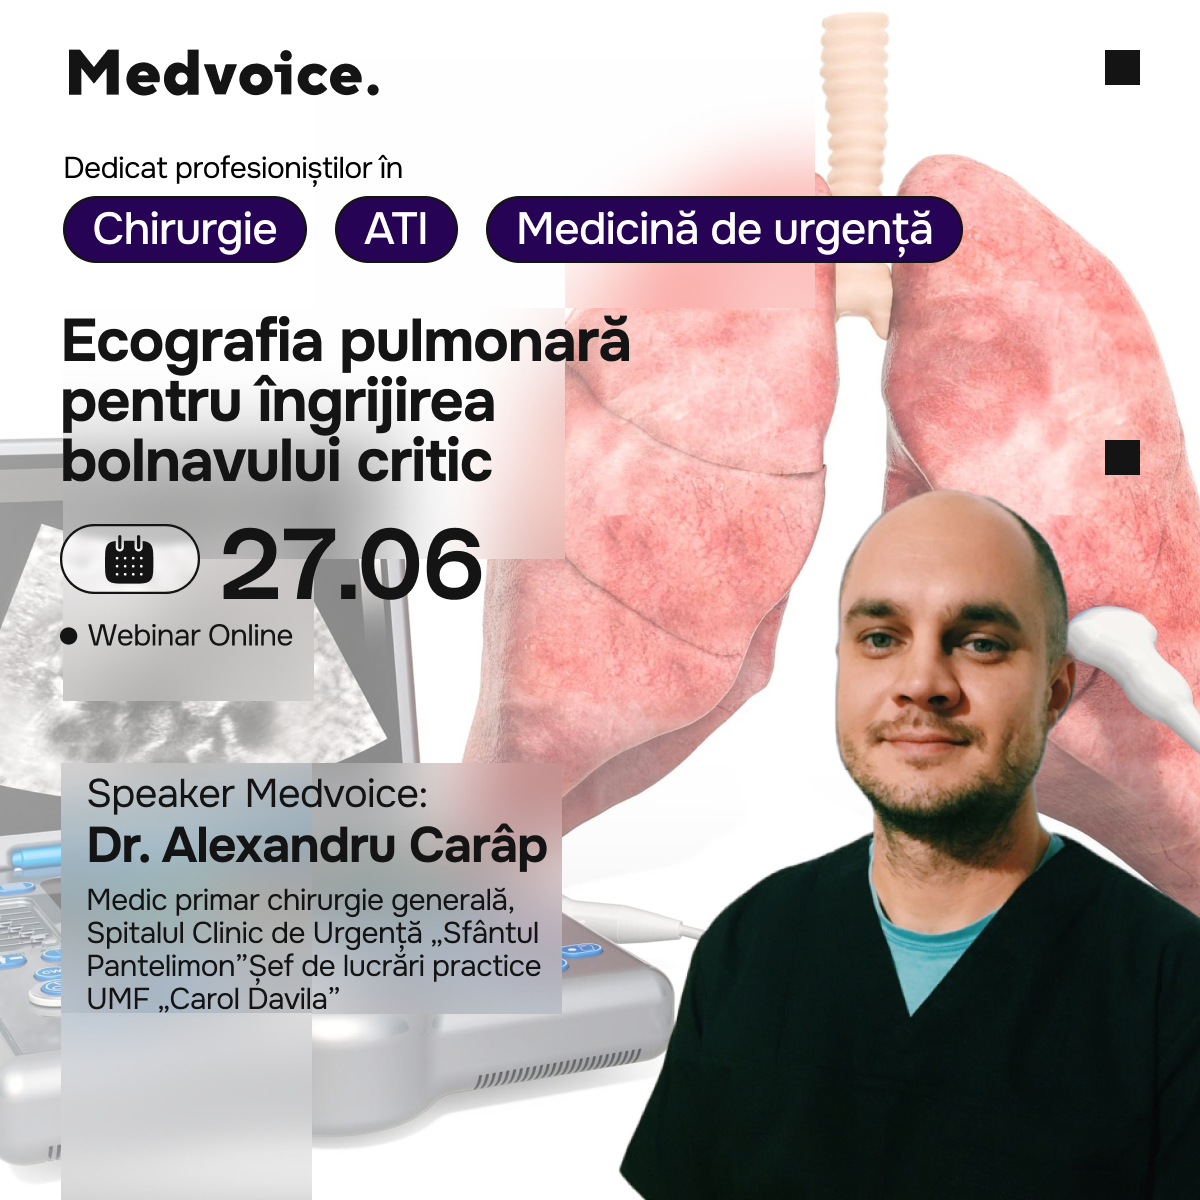 Medvoice.
Dedicat profesioniștilor în
Chirurgie ATI Medicină de urgență
Ecografia pulmonară
pentru îngrijirea
bolnavului critic
27.06
Webinar Online
Speaker Medvoice:
Dr. Alexandru Carâp
Medic primar chirurgie generală,
Spitalul Clinic de Urgență „Sfântul
Pantelimon”Șef de lucrări practice
UMF „Carol Davila”